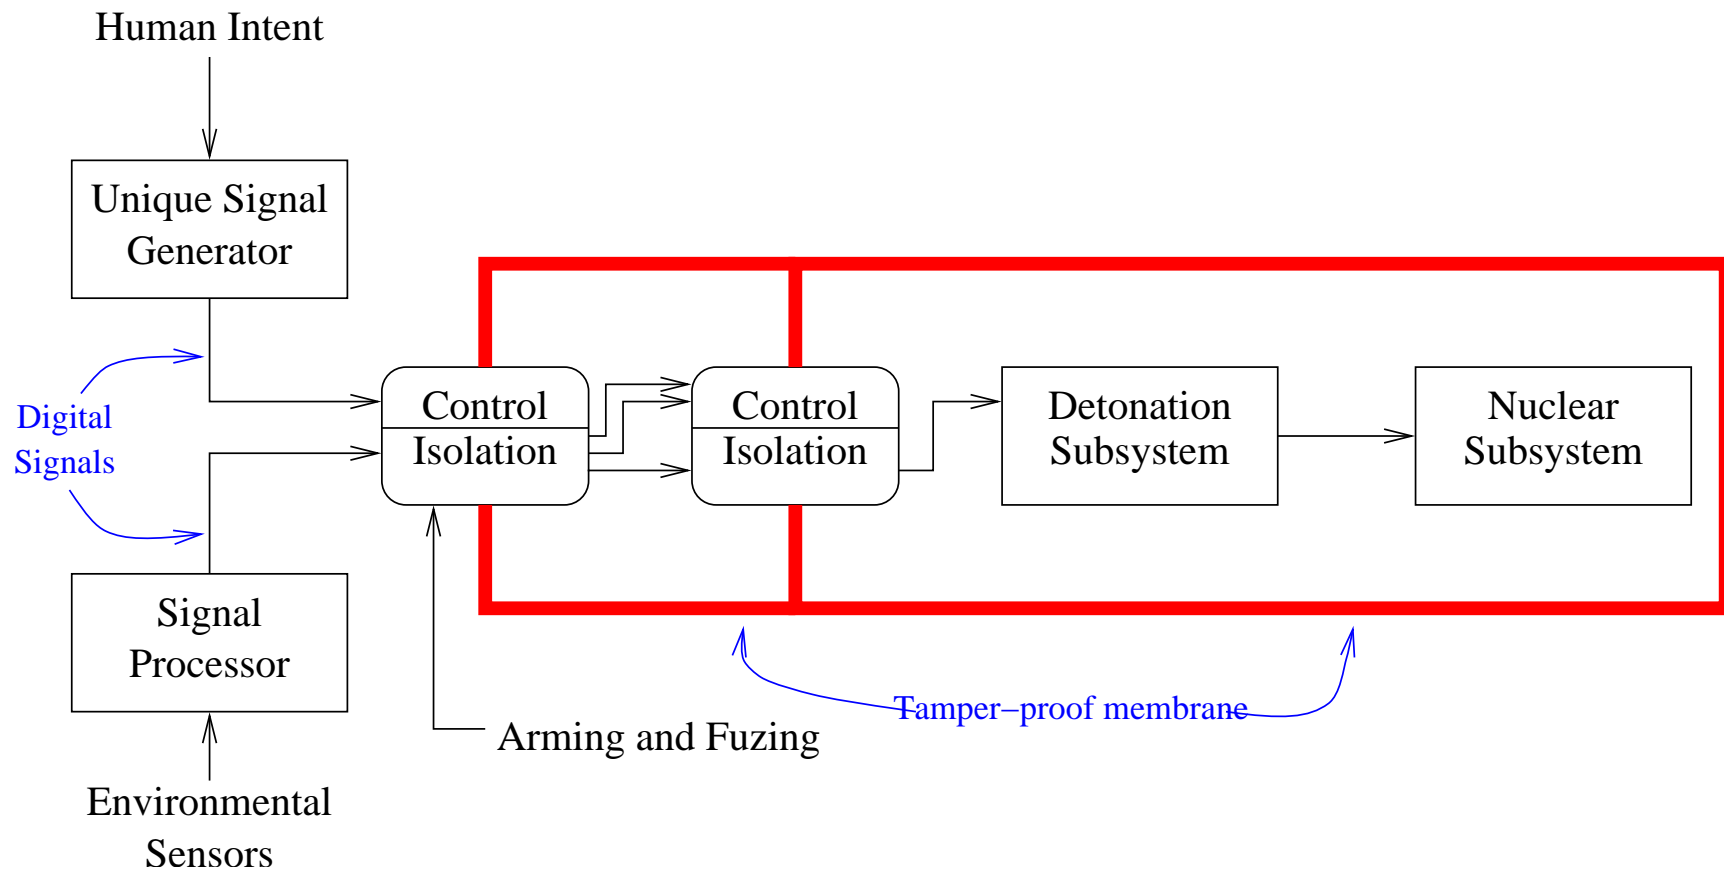 Human Intent
Unique Signal
Generator
Digital
Signals
Control
Isolation
Control
Isolation
Detonation
Subsystem
Nuclear
Subsystem
Signal
Processor
Tamper−proof membrane
Arming and Fuzing
Environmental
Sensors